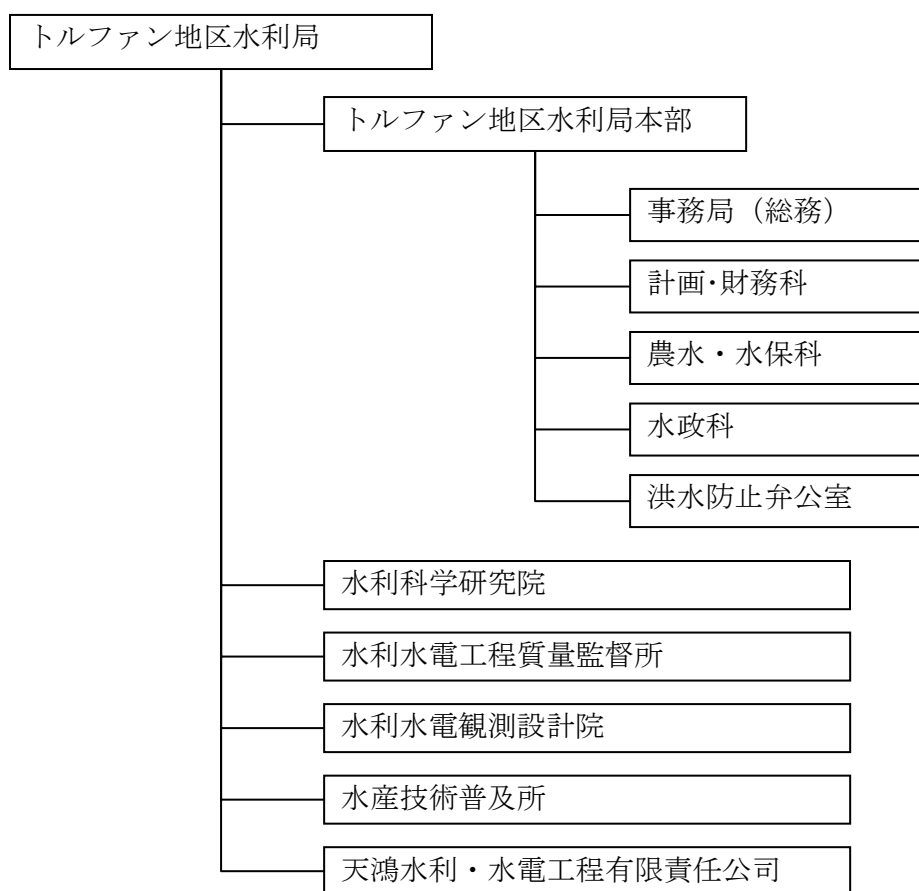 トルファン地区水利局
トルファン地区水利局本部
事務局（総務）
計画･財務科
農水・水保科
水政科
洪水防止弁公室
水利科学研究院
水利水電工程質量監督所
水利水電観測設計院
水産技術普及所
天鴻水利・水電工程有限責任公司